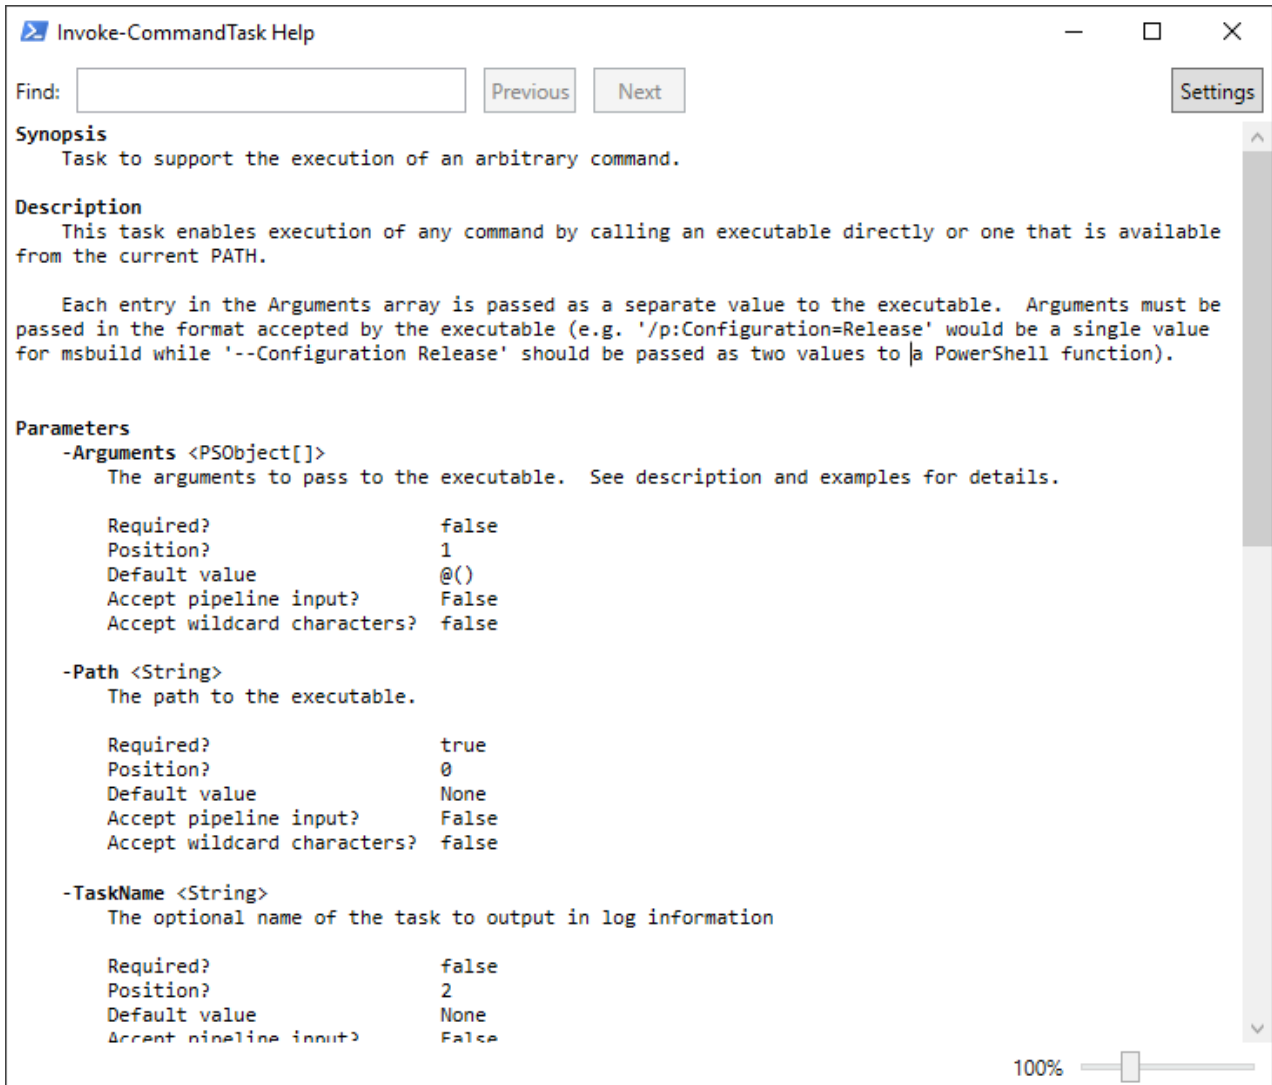 Invoke-CommandTask Help
Find: Previous Next Settings
Synopsis
Task to support the execution of an arbitrary command.
Description
This task enables execution of any command by calling an executable directly or one that is available
from the current PATH.
Each entry in the Arguments array is passed as a separate value to the executable.  Arguments must be
passed in the format accepted by the executable (e.g. '/p:Configuration=Release' would be a single value
for msbuild while '--Configuration Release' should be passed as two values to a PowerShell function).
Parameters
-Arguments <PSObject[]>
The arguments to pass to the executable.  See description and examples for details.
Required? false
Position? 1
Default value @()
Accept pipeline input? False
Accept wildcard characters? false
-Path <String>
The path to the executable.
Required? true
Position? 0
Default value None
Accept pipeline input? False
Accept wildcard characters? false
-TaskName <String>
The optional name of the task to output in log information
Required? false
Position? 2
Default value None
Accept pipeline input? False
100%